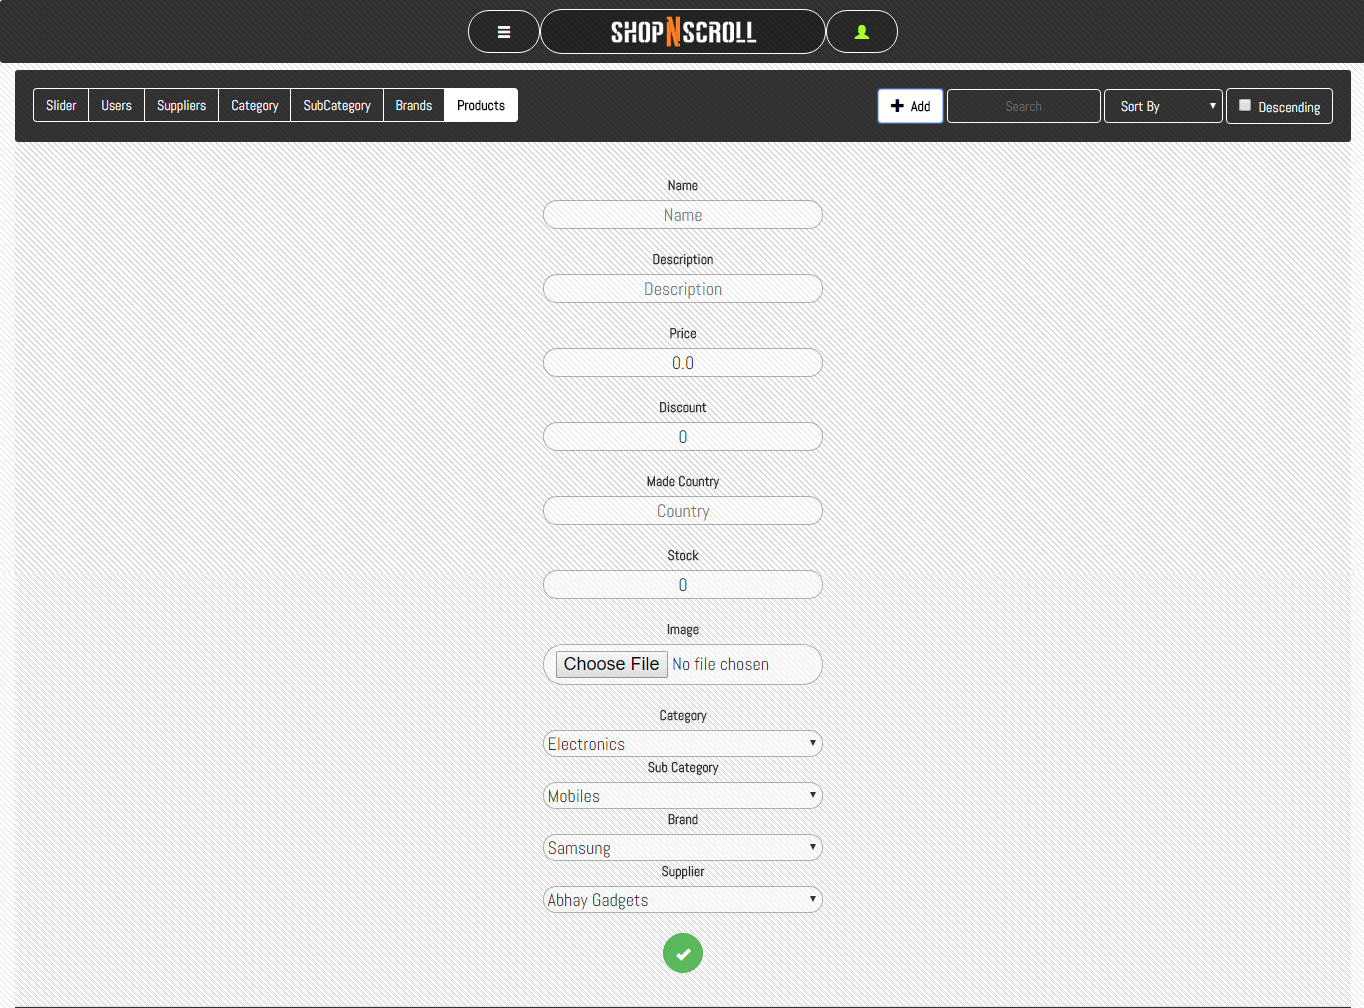 SHOPNSCROLL
Slider Users Suppliers Category SubCategory Brands Products Add Search Sort By Descending
Name
Name
Description
Description
Price
0.0
Discount
0
Made Country
Country
Stock
0
Image
Choose File No file chosen
Category
Electronics
Sub Category
Mobiles
Brand
Samsung
Supplier
Abhay Gadgets